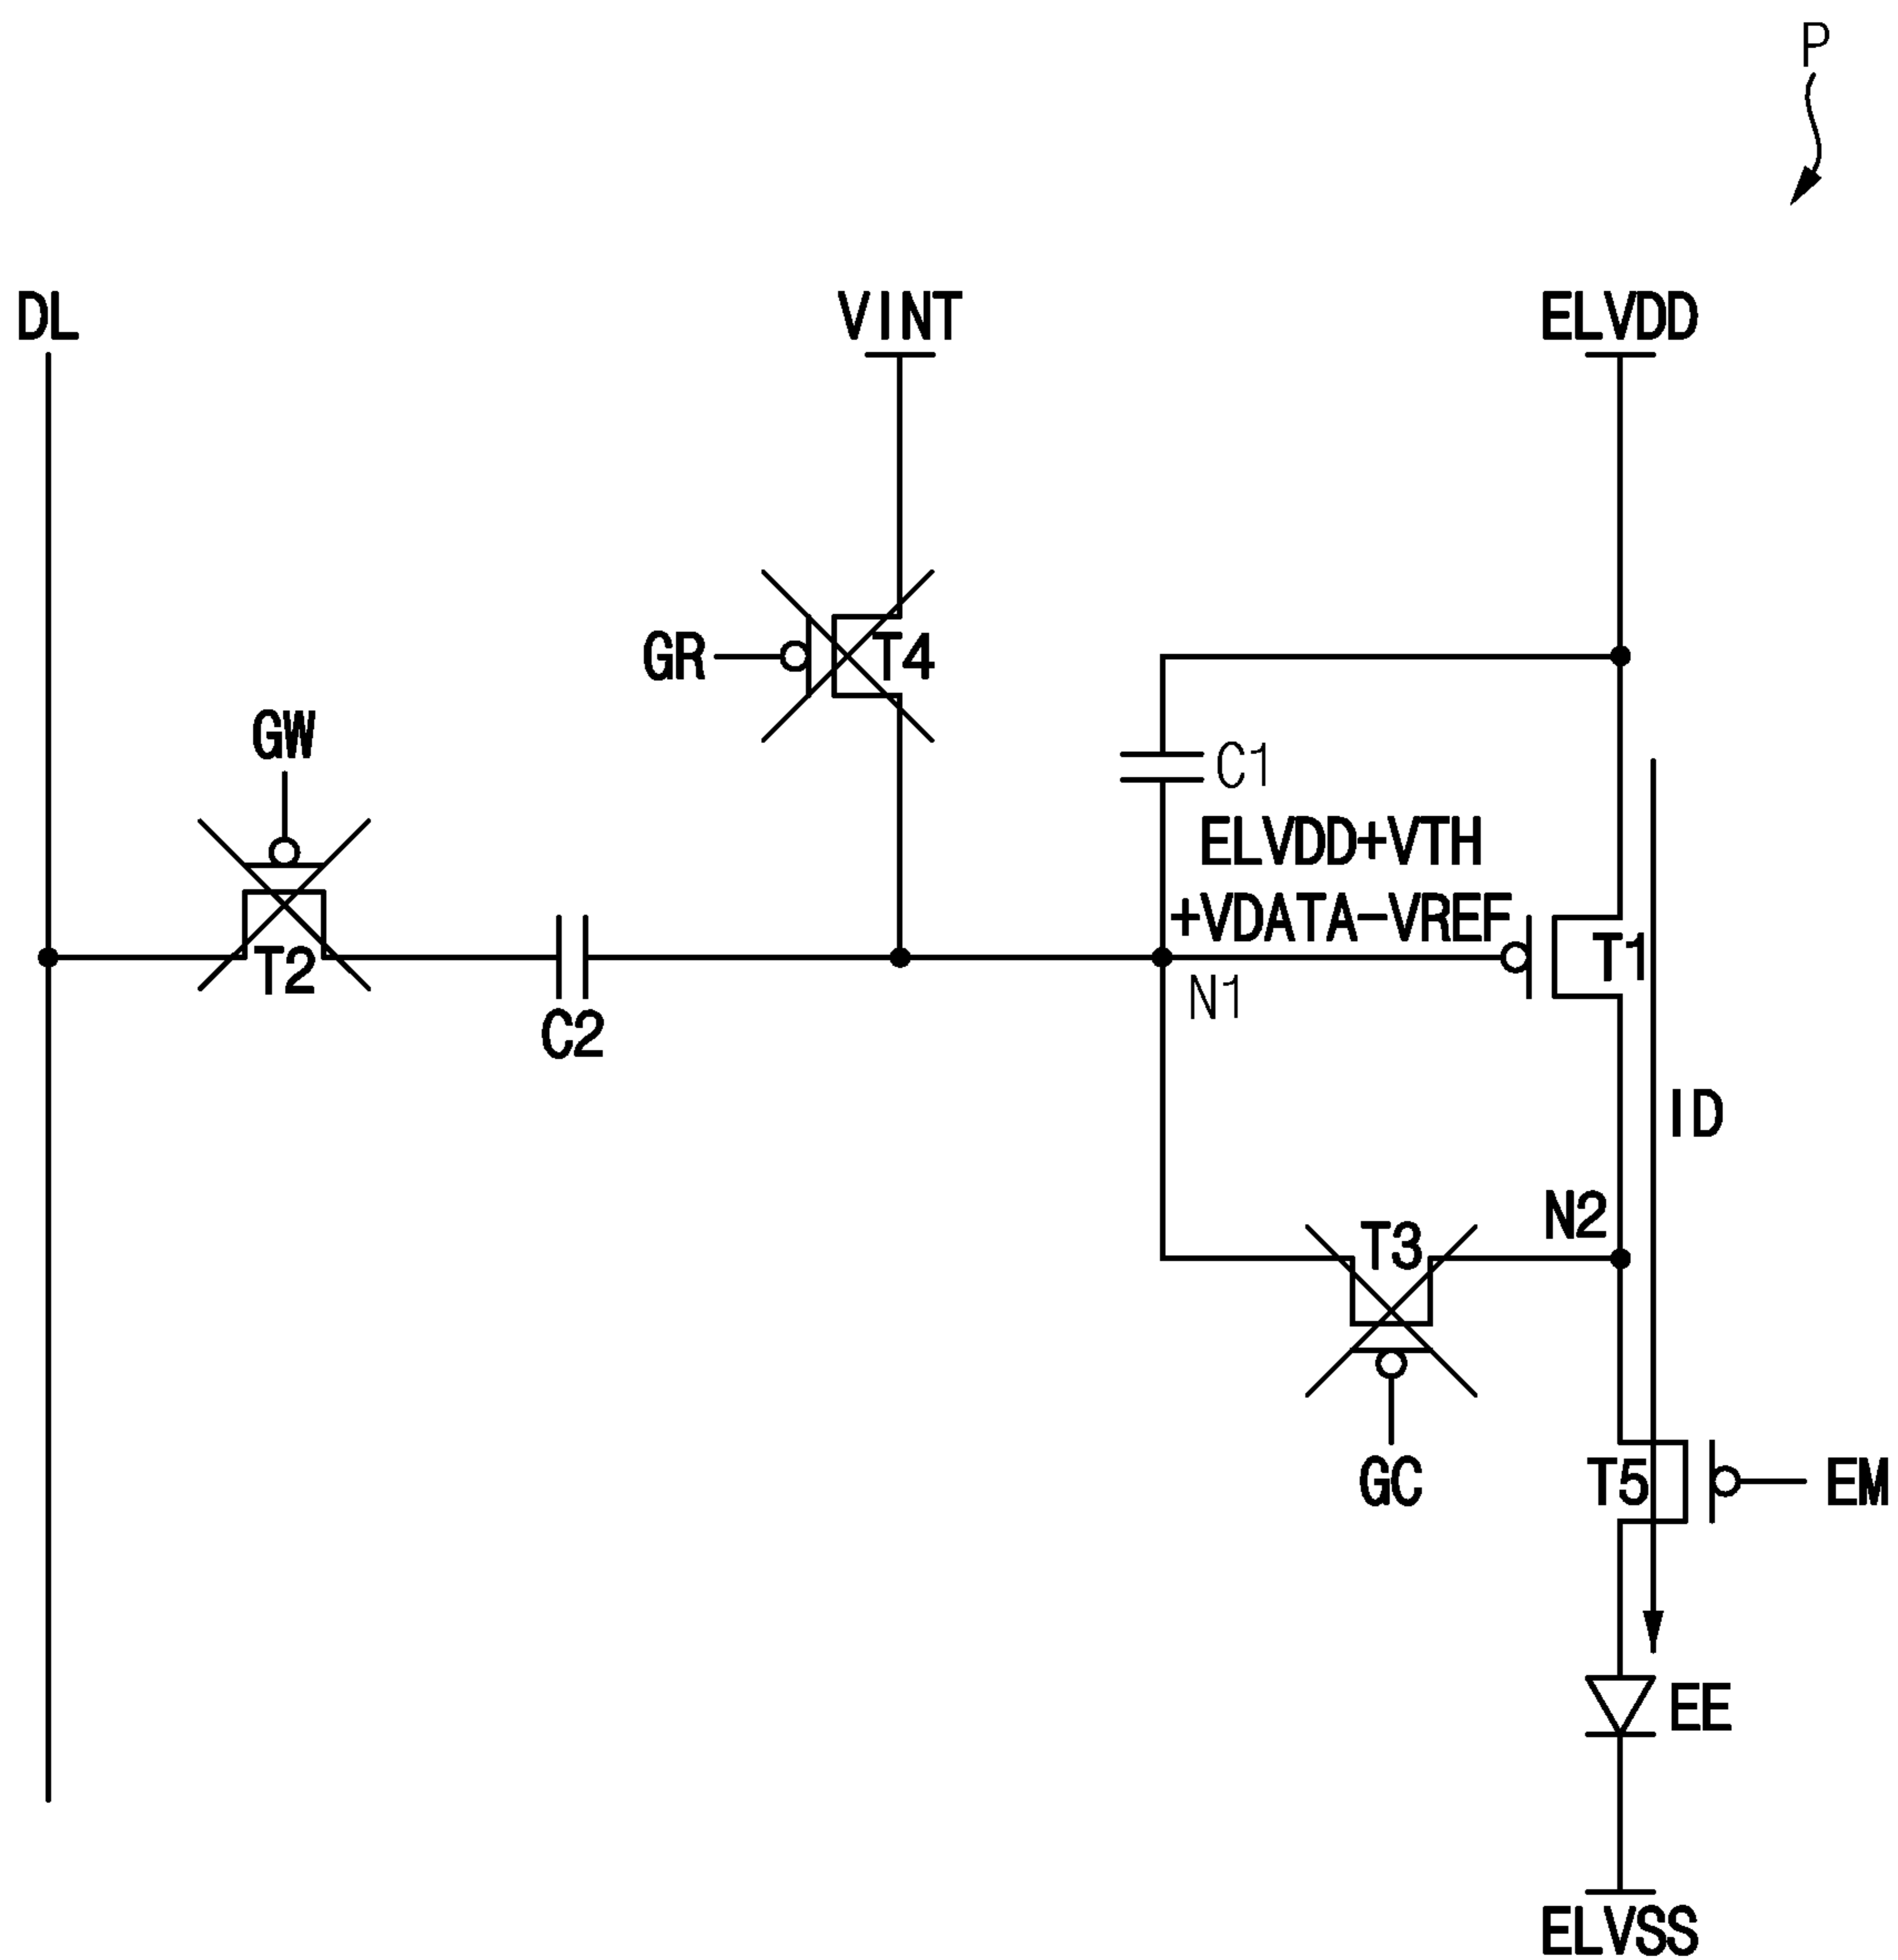 P
DL
VINT
ELVDD
GR
T4
GW
C1
ELVDD+VTH
+VDATA-VREF
T1
T2
N1
C2
ID
N2
T3
GC
T5
EM
EE
ELVSS